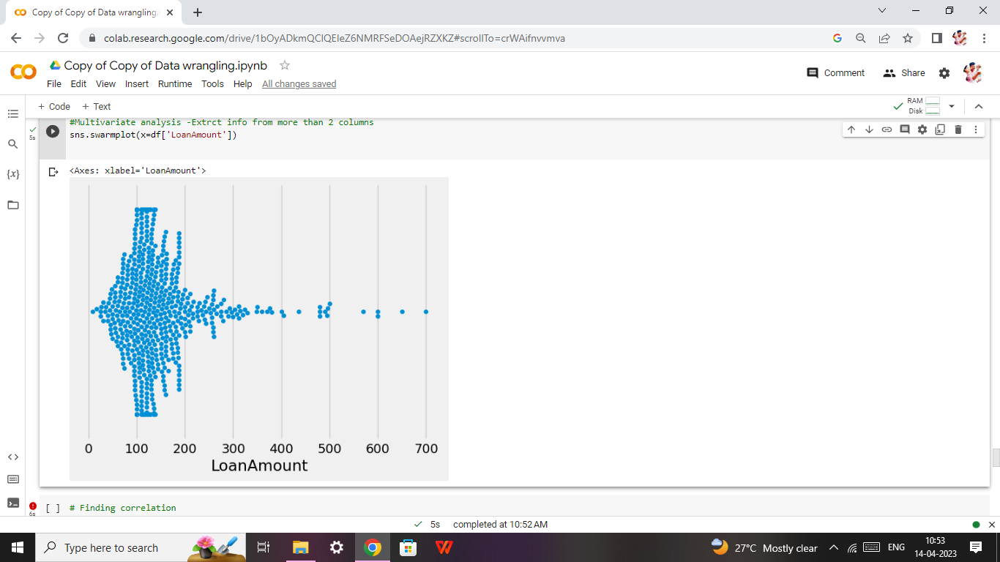 Copy of Copy of Data wrangling.
colab.research.google.com/drive/1bOyADkmQClQEIeZ6NMRFSeDOAejRZXKZ#scrollTo=crWAifnvvmva
Copy of Copy of Data wrangling.ipynb
File Edit View Insert Runtime Tools Help All changes saved
Comment Share
+ Code + Text
RAM
Disk
#Multivariate analysis -Extrct info from more than 2 columns
5s
sns.swarmplot(x=df['LoanAmount'])
{x}
<Axes: xlabel='LoanAmount'>
0 100 200 300 400 500 600 700
LoanAmount
[ ] # Finding correlation
6s
5s completed at 10:52 AM
Type here to search
27°C Mostly clear
ENG
10:53
14-04-2023